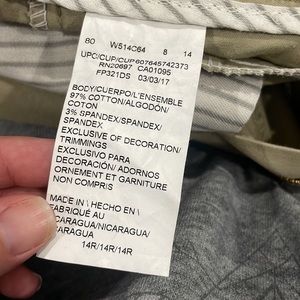 80 W514C64 8 14
UPC/CUP/CUP607645742373
RN20697 CA01095
FP321DS 03/03/17
BODY/CUERPO/L'ENSEMBLE
97% COTTON/ALGODÓN/
COTON
3% SPANDEX/SPANDEX/
SPANDEX
EXCLUSIVE OF DECORATION/
TRIMMINGS
EXCLUSIVO PARA
DECORACIÓN/ ADORNOS
ORNEMENT ET GARNITURE
NON COMPRIS
MADE IN \ HECHO EN \
FABRIQUÉ AU
NICARAGUA/NICARAGUA/
NICARAGUA
14R/14R/14R